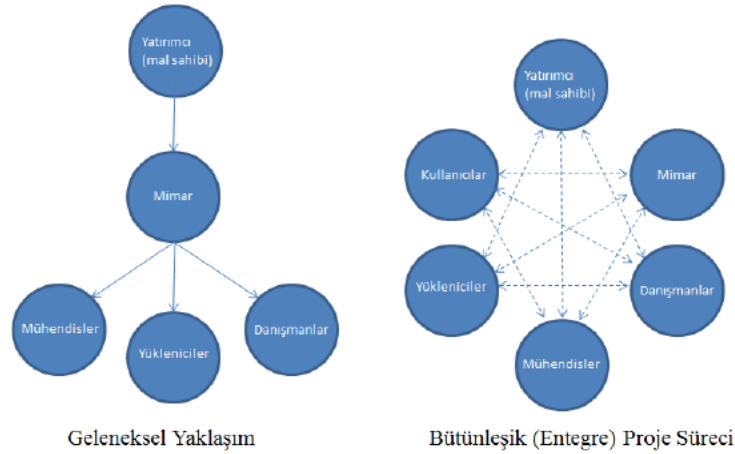 Yatırımcı
(mal sahibi)
Mimar
Mühendisler
Yükleniciler
Danışmanlar
Geleneksel Yaklaşım
Yatırımcı
(mal sahibi)
Kullanıcılar
Mimar
Yükleniciler
Danışmanlar
Mühendisler
Bütünleşik (Entegre) Proje Süreci